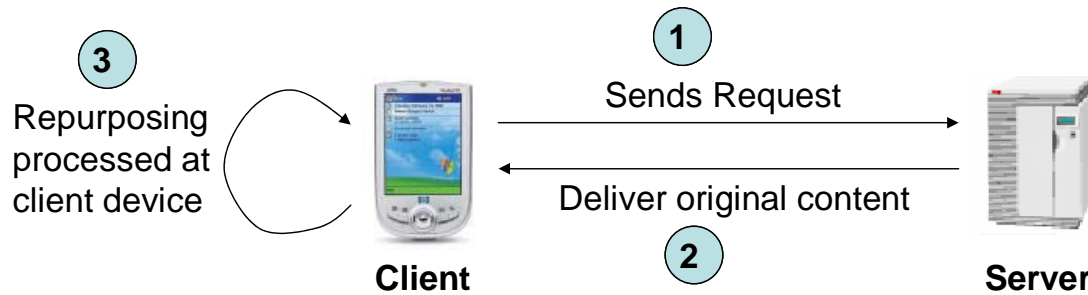 1
3
Sends Request
Repurposing
processed at
client device
Deliver original content
2
Client
Server